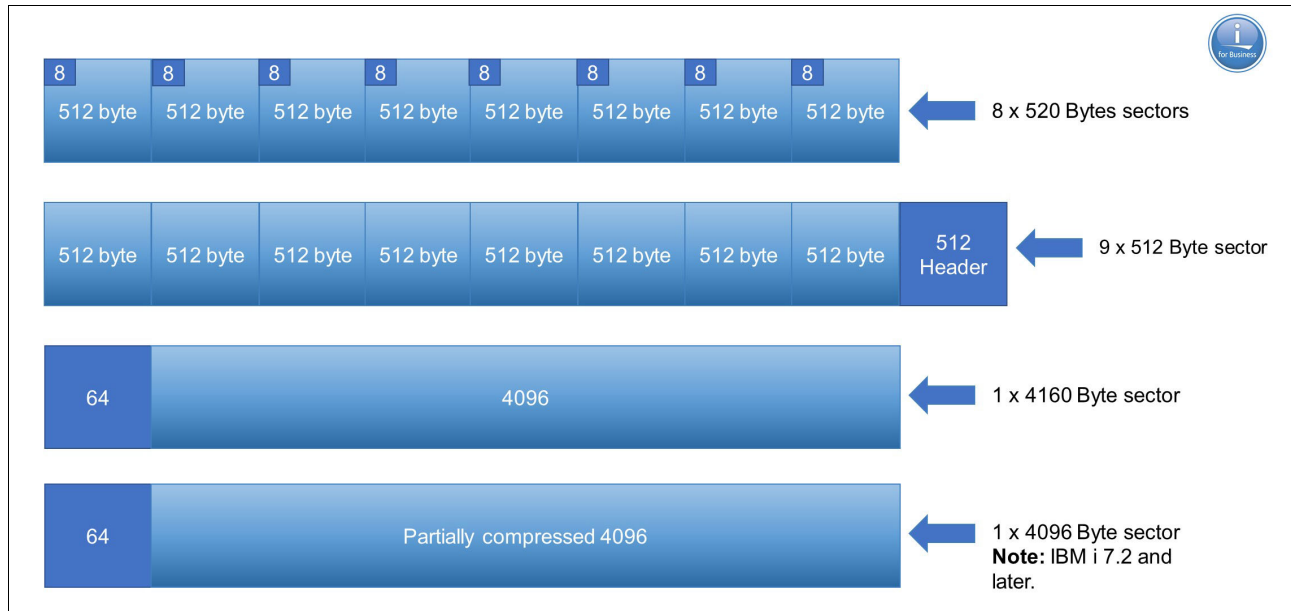 i
for Business
8 8 8 8 8 8 8 8
512 byte 512 byte 512 byte 512 byte 512 byte 512 byte 512 byte 512 byte
8 x 520 Bytes sectors
512 byte 512 byte 512 byte 512 byte 512 byte 512 byte 512 byte 512 byte
512
Header
9 x 512 Byte sector
64
4096
1 x 4160 Byte sector
64
Partially compressed 4096
1 x 4096 Byte sector
Note: IBM i 7.2 and
later.